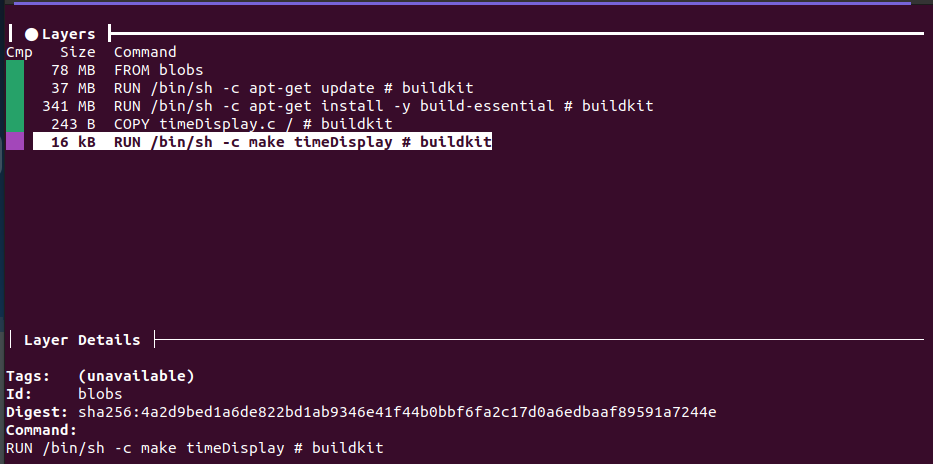 Layers
Cmp Size Command
78 MB FROM blobs
37 MB RUN /bin/sh -c apt-get update # buildkit
341 MB RUN /bin/sh -c apt-get install -y build-essential # buildkit
243 B COPY timeDisplay.c / # buildkit
16 kB RUN /bin/sh -c make timeDisplay # buildkit
Layer Details
Tags: (unavailable)
Id: blobs
Digest: sha256:4a2d9bed1a6de822bd1ab9346e41f44b0bbf6fa2c17d0a6edbaaf89591a7244e
Command:
RUN /bin/sh -c make timeDisplay # buildkit